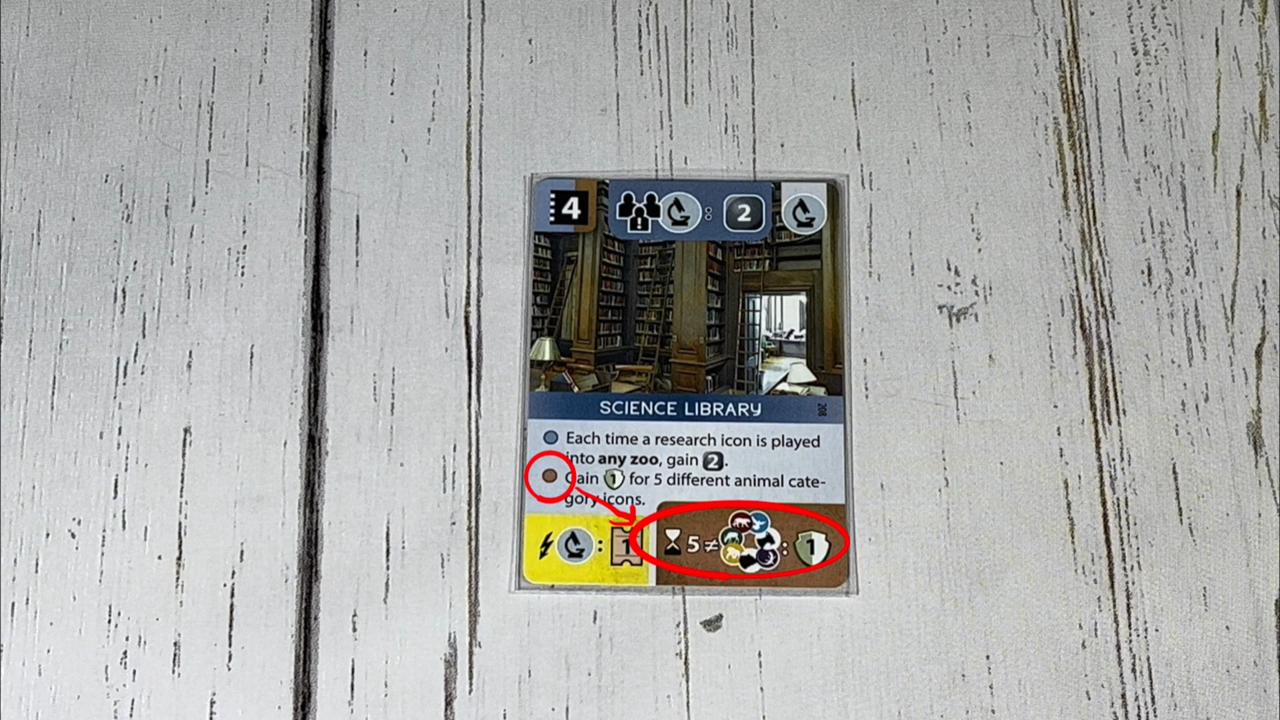 4
: 2
SCIENCE LIBRARY
208
Each time a research icon is played
into any zoo, gain 2.
Gain 1 for 5 different animal cate-
gory icons.
: 1
5 ≠ : 1